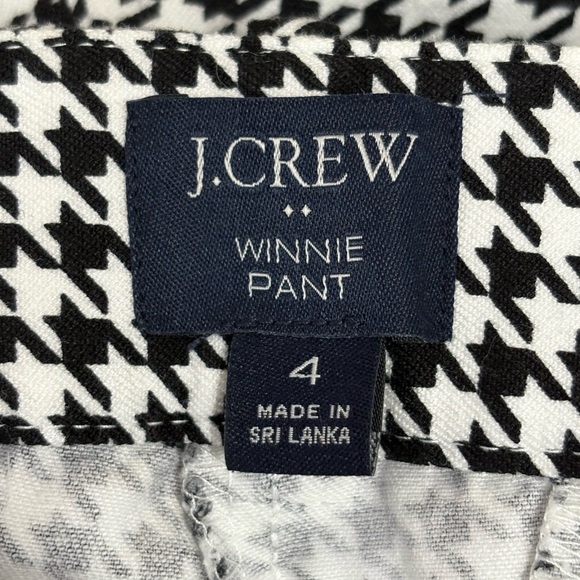 J.CREW
WINNIE
PANT
4
MADE IN
SRI LANKA